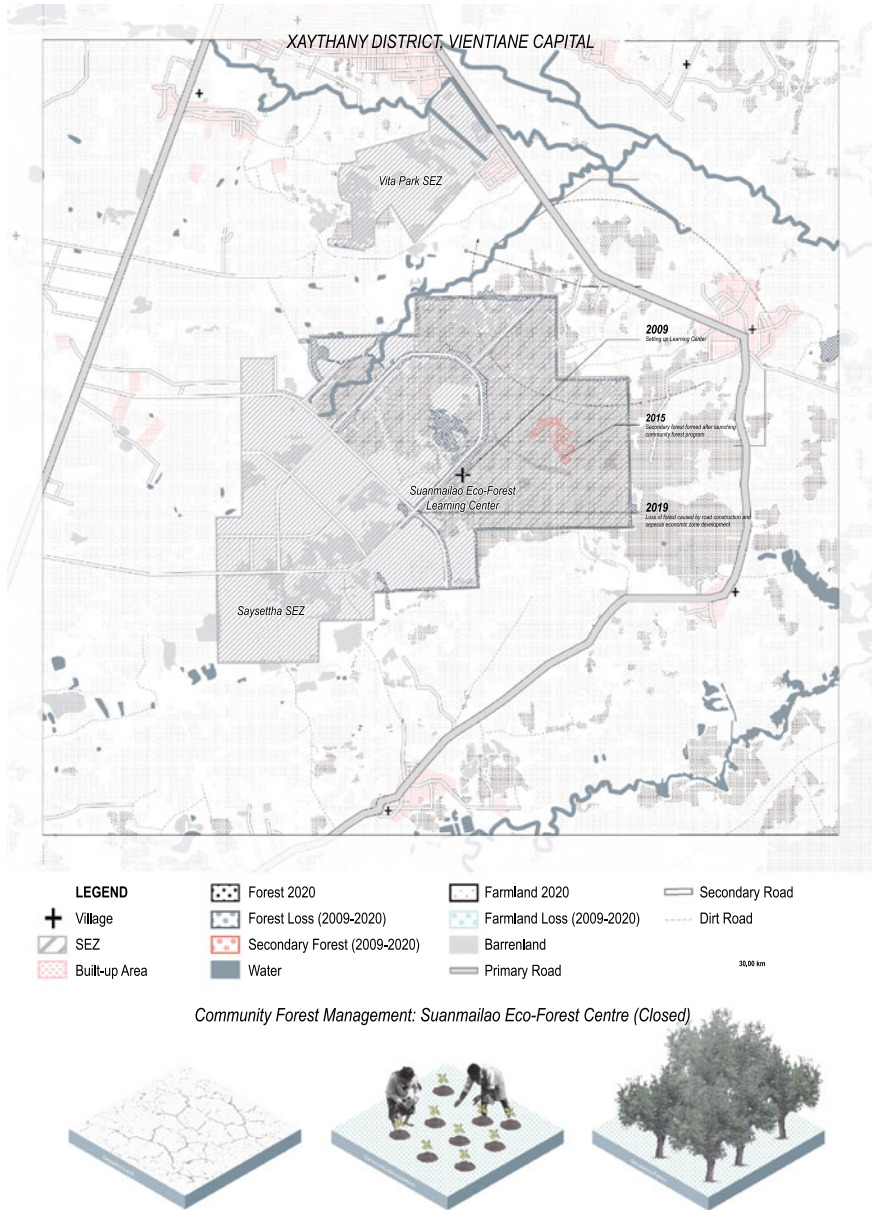 XAYTHANY DISTRICT, VIENTIANE CAPITAL
Vita Park SEZ
2009
Setting up Learning Center
2015
Secondary forest formed after launching
community forest program
Suanmailao Eco-Forest
Learning Center
2019
Loss of forest caused by road construction and
sepecial economic zone development
Saysettha SEZ
LEGEND
Village
SEZ
Built-up Area
Forest 2020
Forest Loss (2009-2020)
Secondary Forest (2009-2020)
Water
Farmland 2020
Farmland Loss (2009-2020)
Barrenland
Primary Road
Secondary Road
Dirt Road
30,00 km
Community Forest Management: Suanmailao Eco-Forest Centre (Closed)